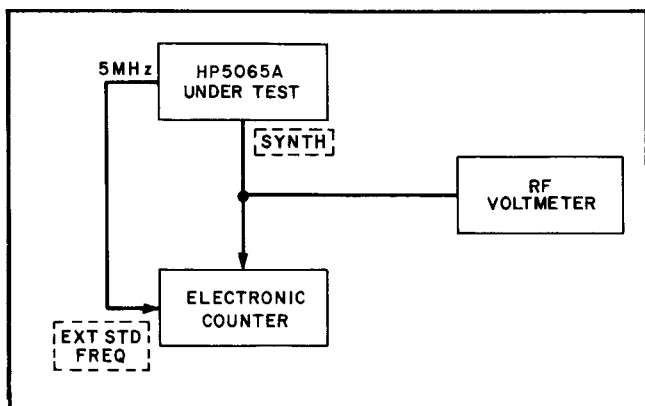 5MHz
HP5065A
UNDER TEST
SYNTH
RF
VOLTMETER
ELECTRONIC
COUNTER
EXT STD
FREQ